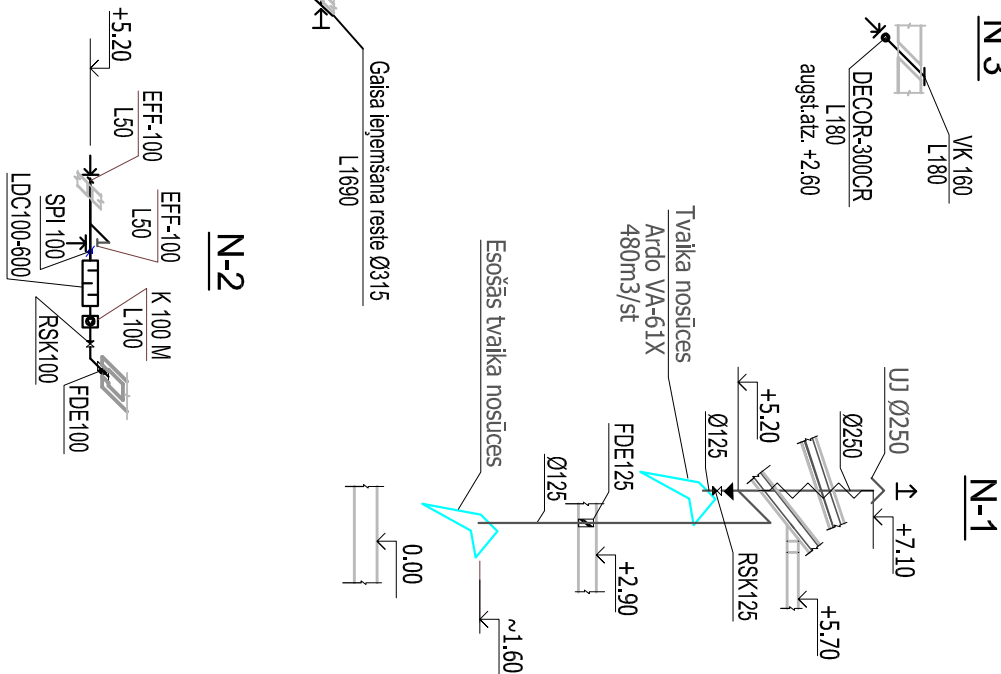 N-3
VK 160
L180
DECOR-300CR
L180
augst.atz. +2.60
Gaisa ieņemšana reste Ø315
L1690
N-2
+5.20
EFF-100
L50
EFF-100
L50
K 100 M
L100
LDC100-600
SPI 100
RSK100
FDE100
N-1
UJ Ø250
+7.10
Ø250
+5.20
Ø125
RSK125
+5.70
Tvaika nosūces
Ardo VA-61X
480m3/st
FDE125
+2.90
Ø125
Esošās tvaika nosūces
~1.60
0.00